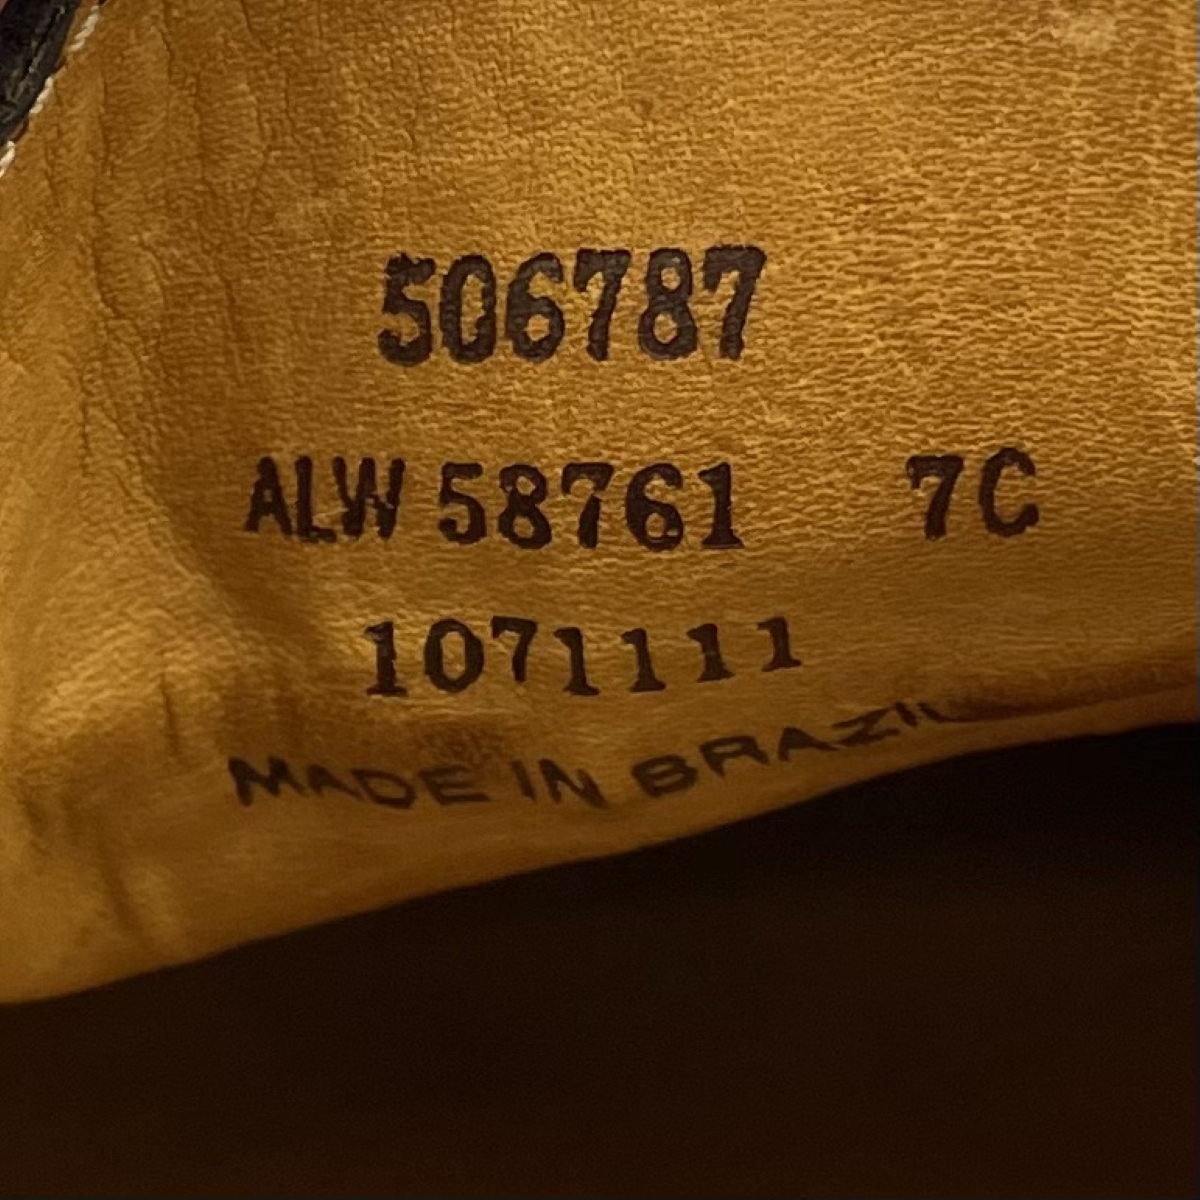 506787
ALW 58761 7C
1071111
MADE IN BRAZIL